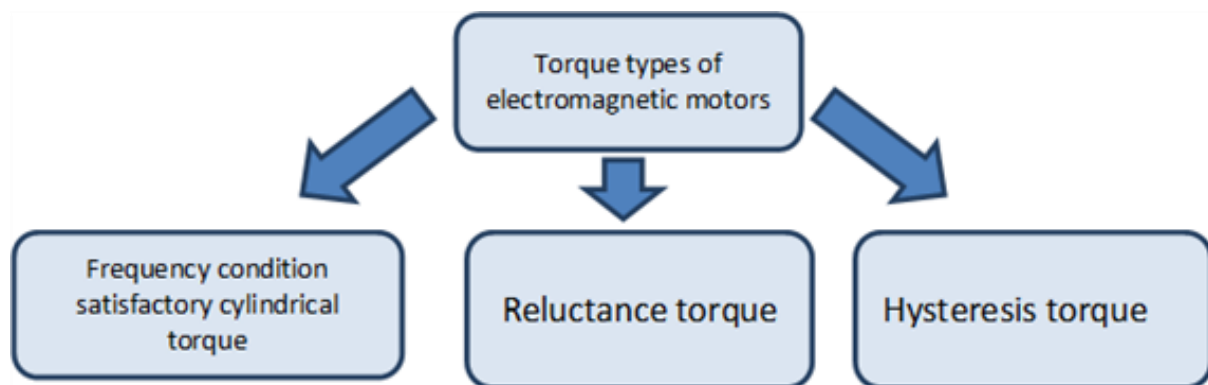 Torque types of
electromagnetic motors
Frequency condition
satisfactory cylindrical
torque
Reluctance torque
Hysteresis torque